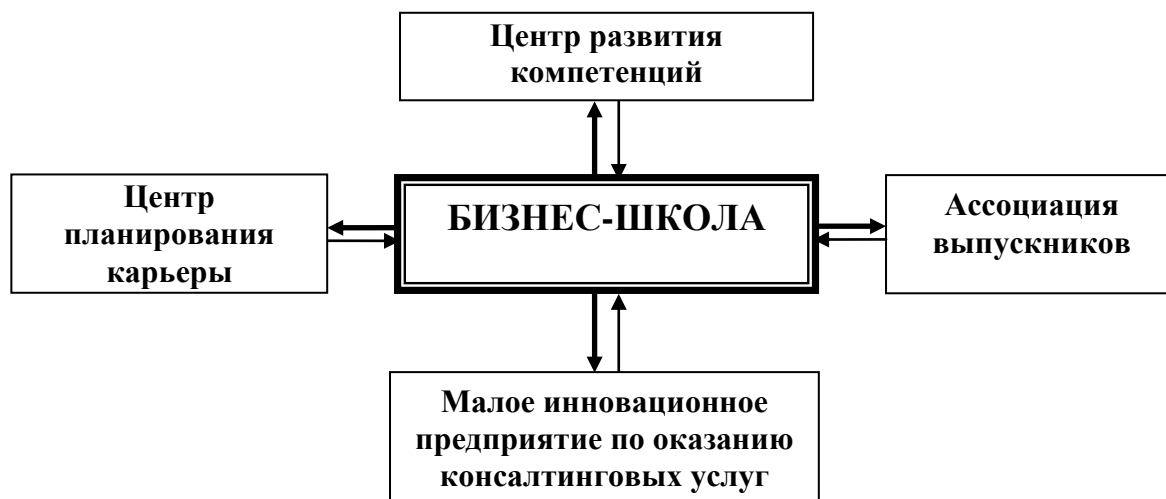 Центр развития
компетенций
Центр
планирования
карьеры
БИЗНЕС-ШКОЛА
Ассоциация
выпускников
Малое инновационное
предприятие по оказанию
консалтинговых услуг